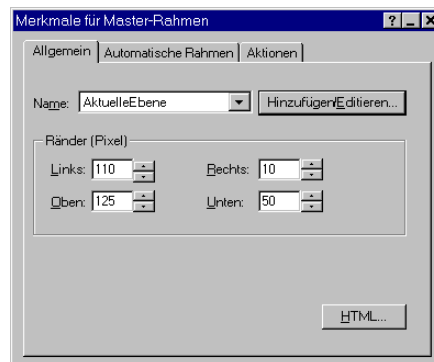 Merkmale für Master-Rahmen
Allgemein Automatische Rahmen Aktionen
Name: AktuelleEbene Hinzufügen/Editieren...
Ränder (Pixel)
Links: 110 Rechts: 10
Oben: 125 Unten: 50
HTML...